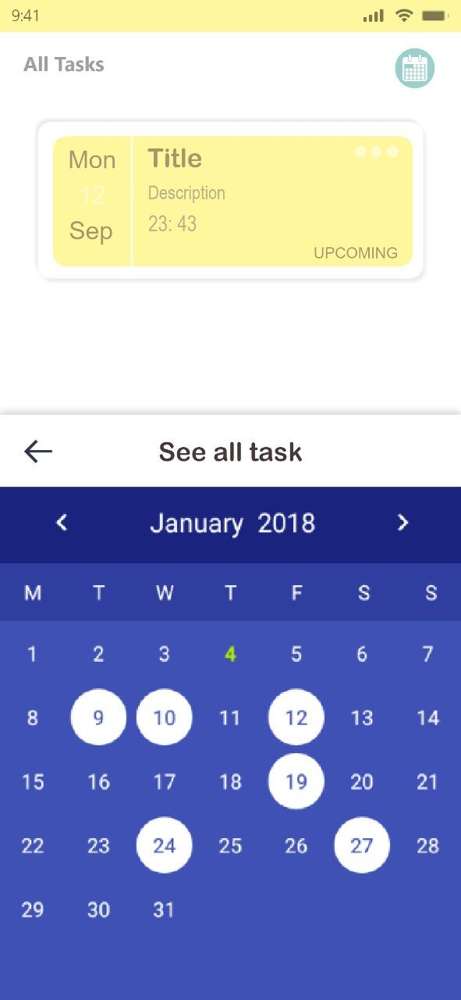 9:41
All Tasks
Mon
12
Sep
Title
Description
23: 43
UPCOMING
See all task
January 2018
M T W T F S S
1 2 3 4 5 6 7
8 9 10 11 12 13 14
15 16 17 18 19 20 21
22 23 24 25 26 27 28
29 30 31